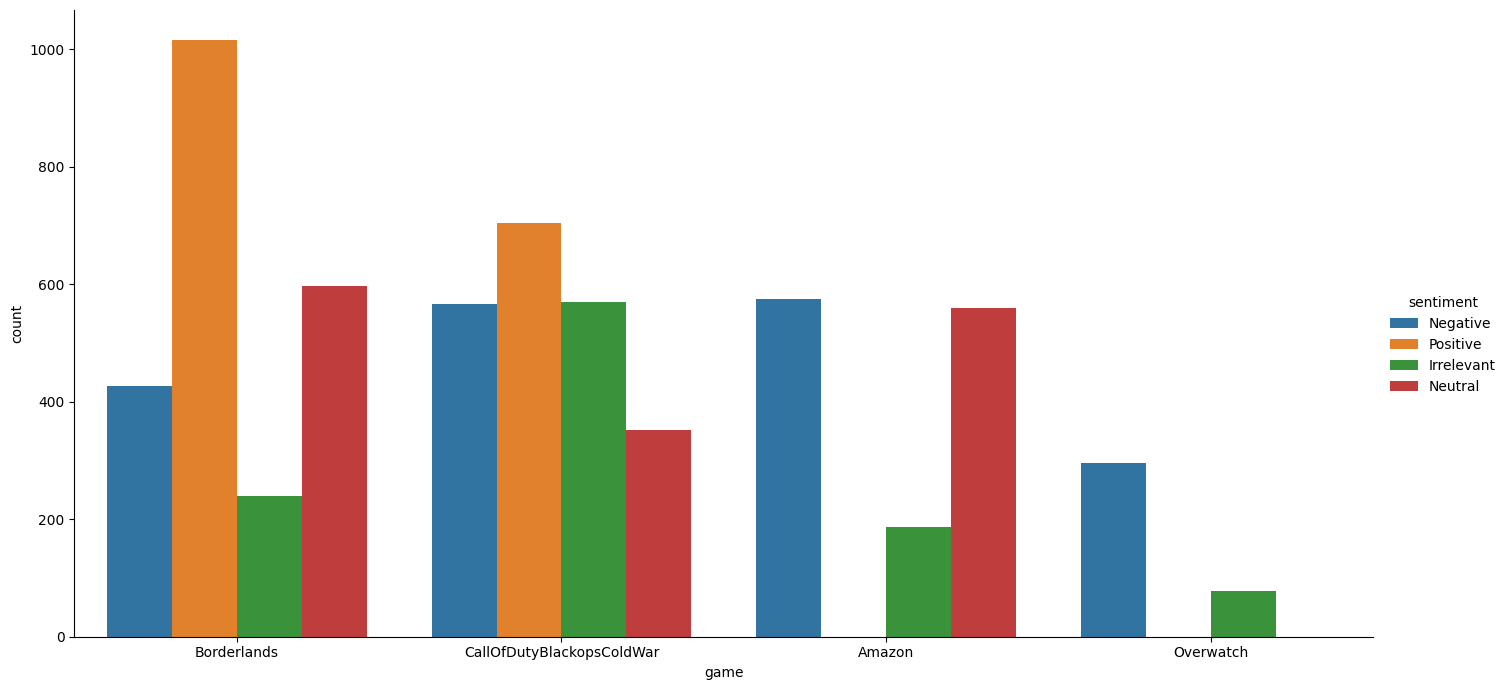 1000
800
600
400
200
0
count
Borderlands
CallOfDutyBlackopsColdWar
Amazon
Overwatch
game
sentiment
Negative
Positive
Irrelevant
Neutral